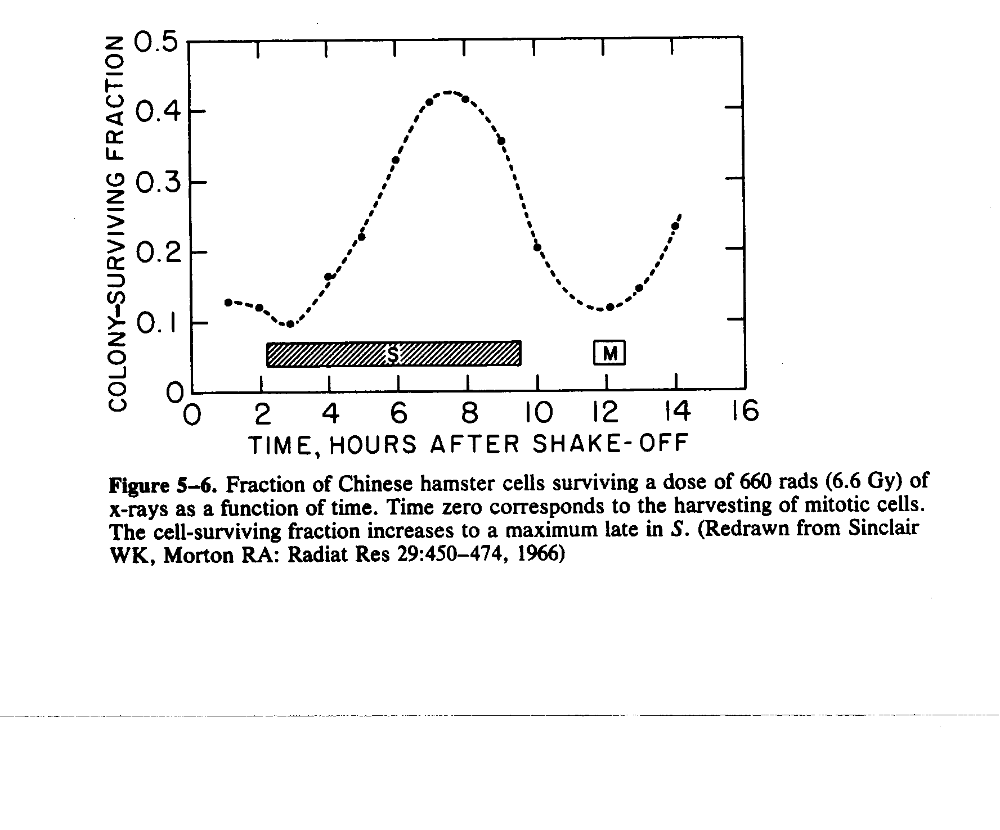 COLONY-SURVIVING FRACTION
0.5
0.4
0.3
0.2
0.1
0
S
M
0 2 4 6 8 10 12 14 16
TIME, HOURS AFTER SHAKE-OFF
Figure 5–6. Fraction of Chinese hamster cells surviving a dose of 660 rads (6.6 Gy) of
x-rays as a function of time. Time zero corresponds to the harvesting of mitotic cells.
The cell-surviving fraction increases to a maximum late in S. (Redrawn from Sinclair
WK, Morton RA: Radiat Res 29:450–474, 1966)